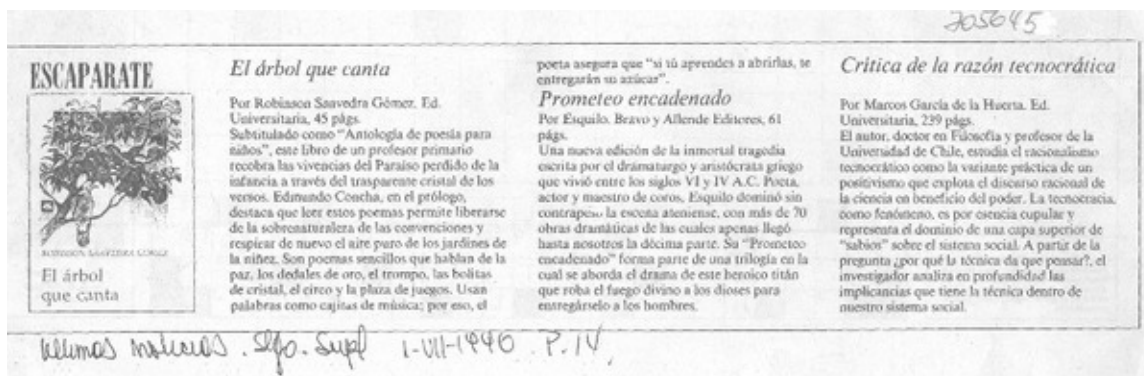 705645
ESCAPARATE
ROBINSON SAAVEDRA GOMEZ
El árbol
que canta
El árbol que canta
Por Robinson Saavedra Gómez. Ed.
Universitaria, 45 págs.
Subtitulado como "Antología de poesía para
niños", este libro de un profesor primario
recobra las vivencias del Paraíso perdido de la
infancia a través del trasparente cristal de los
versos. Edmundo Concha, en el prólogo,
destaca que leer estos poemas permite liberarse
de la sobrenaturaleza de las convenciones y
respirar de nuevo el aire puro de los jardines de
la niñez. Son poemas sencillos que hablan de la
paz, los dedales de oro, el trompo, las bolitas
de cristal, el circo y la plaza de juegos. Usan
palabras como cajitas de música; por eso, el
poeta asegura que "si tú aprendes a abrirlas, te
entregarán su azúcar".
Prometeo encadenado
Por Esquilo. Bravo y Allende Editores, 61
págs.
Una nueva edición de la inmortal tragedia
escrita por el dramaturgo y aristócrata griego
que vivió entre los siglos VI y IV A.C. Poeta,
actor y maestro de coros, Esquilo dominó sin
contrapeso la escena ateniense, con más de 70
obras dramáticas de las cuales apenas llegó
hasta nosotros la décima parte. Su "Prometeo
encadenado" forma parte de una trilogía en la
cual se aborda el drama de este heroico titán
que roba el fuego divino a los dioses para
entregárselo a los hombres.
Crítica de la razón tecnocrática
Por Marcos García de la Huerta. Ed.
Universitaria, 239 págs.
El autor, doctor en Filosofía y profesor de la
Universidad de Chile, estudia el racionalismo
tecnocrático como la variante práctica de un
positivismo que explota el discurso racional de
la ciencia en beneficio del poder. La tecnocracia,
como fenómeno, es por esencia cupular y
representa el dominio de una capa superior de
"sabios" sobre el sistema social. A partir de la
pregunta ¿por qué la técnica da que pensar?, el
investigador analiza en profundidad las
implicancias que tiene la técnica dentro de
nuestro sistema social.
Ultimas noticias. Stgo. Supl 1-VII-1990 P. IV.